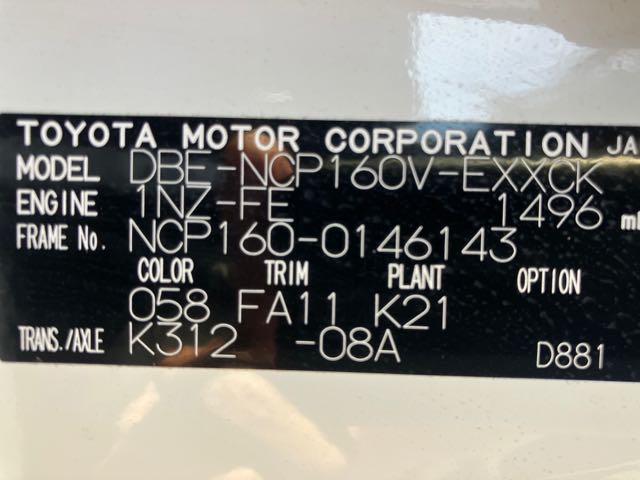 TOYOTA MOTOR CORPORATION JA
MODEL DBE-NCP160V-EXXCK
ENGINE 1NZ-FE 1496 m
FRAME No. NCP160-0146143
COLOR TRIM PLANT OPTION
058 FA11 K21
TRANS./AXLE K312 -08A D881